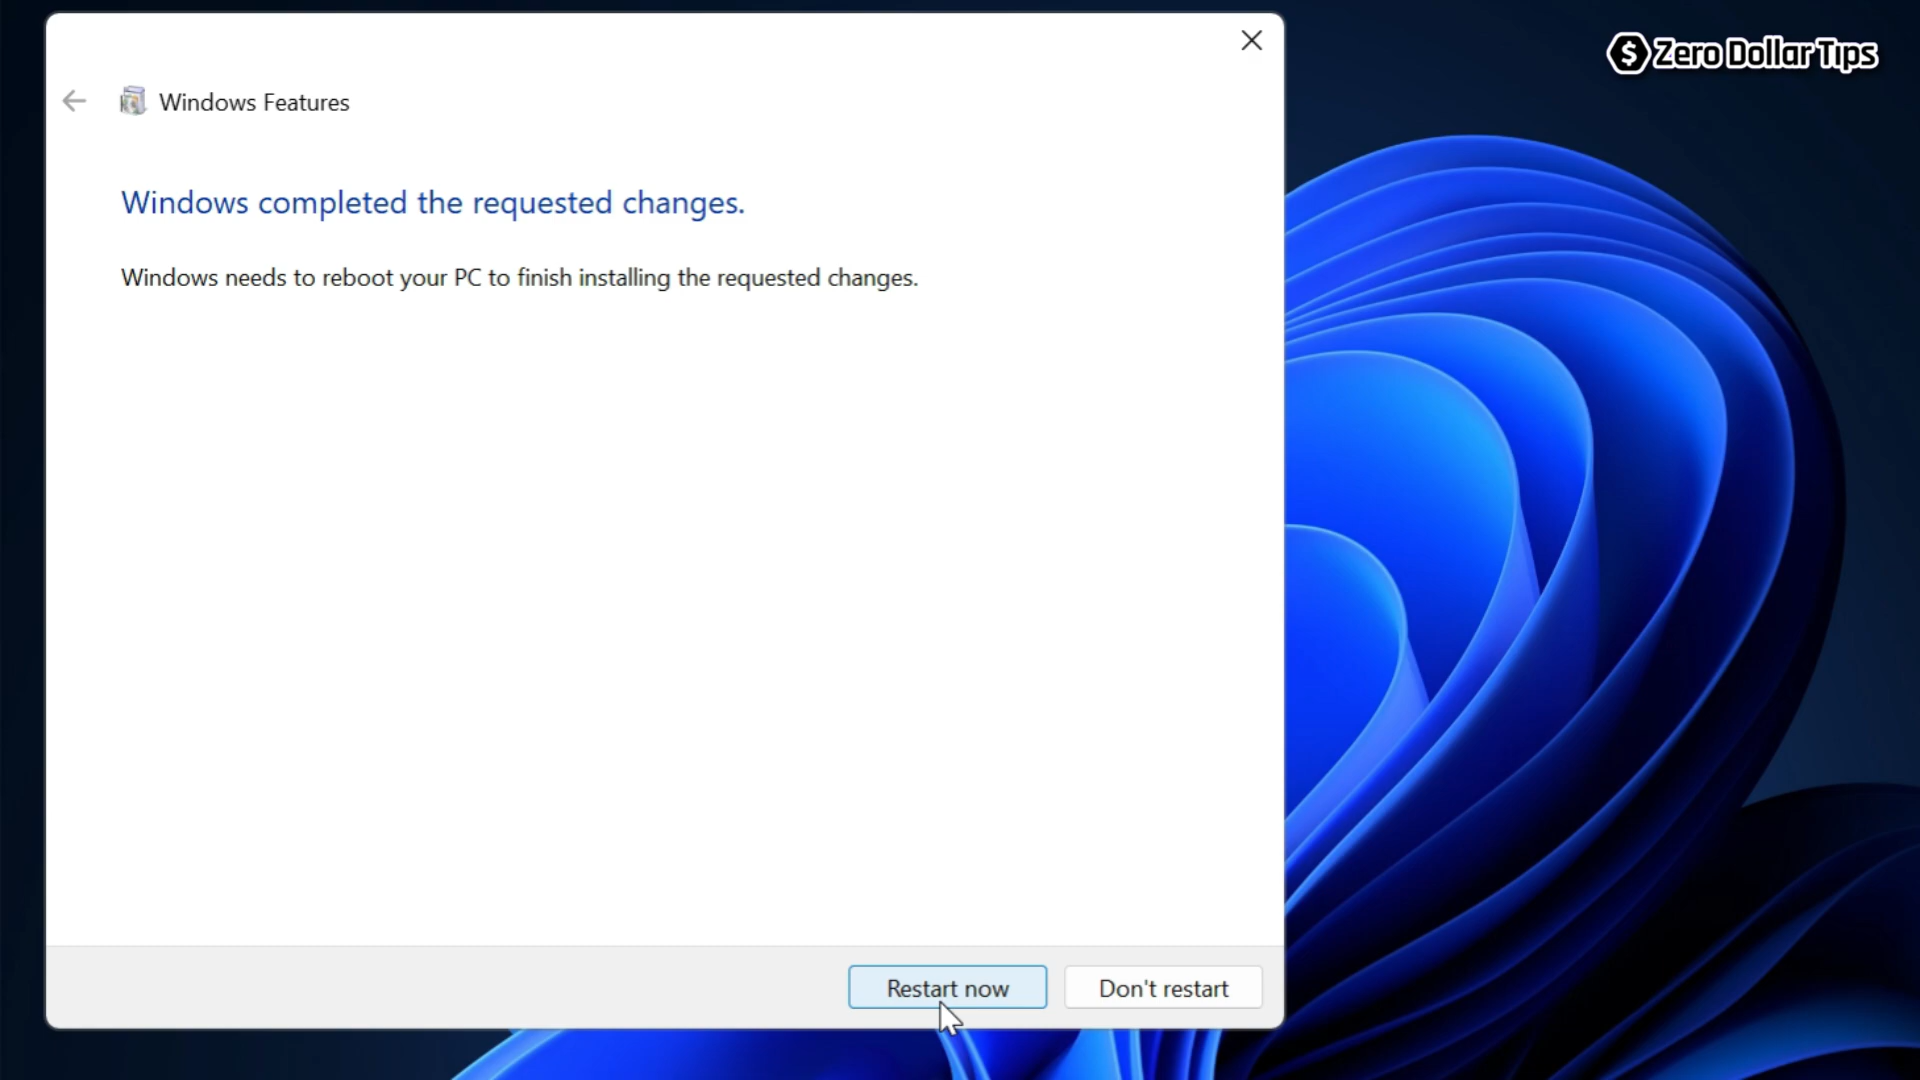 Zero Dollar Tips
Windows Features
Windows completed the requested changes.
Windows needs to reboot your PC to finish installing the requested changes.
Restart now
Don't restart